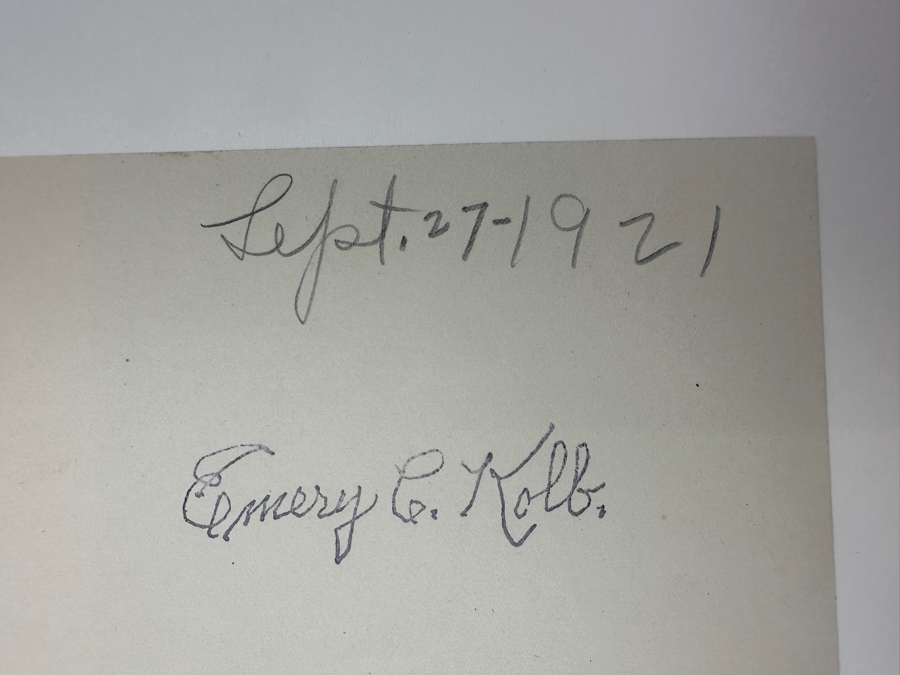 Sept. 27-1921
Emery C. Kolb.